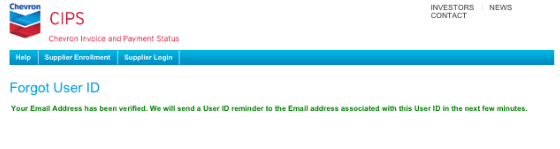 Chevron
CIPS
Chevron Invoice and Payment Status
INVESTORS NEWS
CONTACT
Help Supplier Enrollment Supplier Login
Forgot User ID
Your Email Address has been verified. We will send a User ID reminder to the Email address associated with this User ID in the next few minutes.